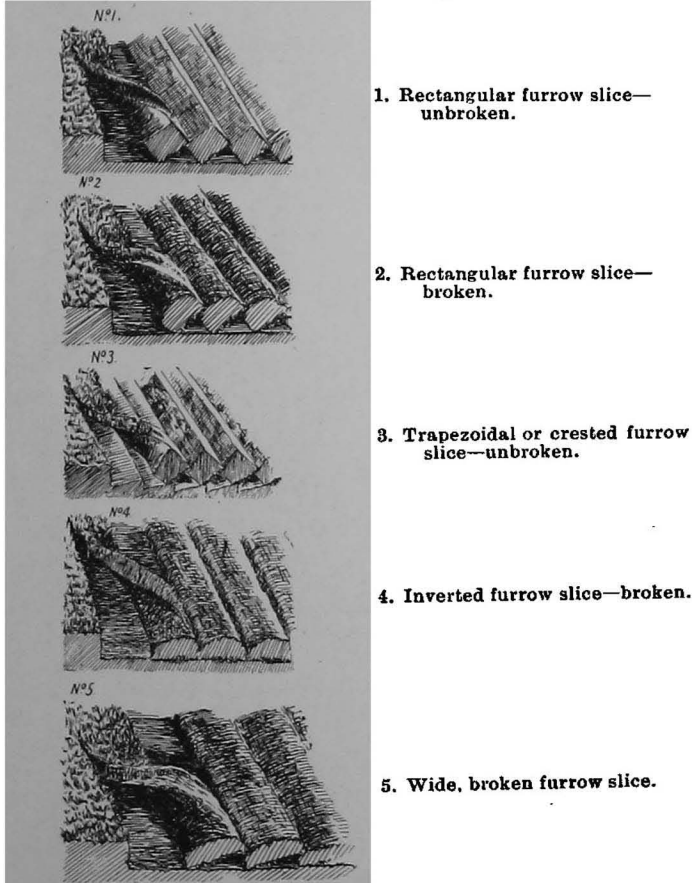 Nº1.
1. Rectangular furrow slice—
unbroken.
Nº2
2. Rectangular furrow slice—
broken.
Nº3.
3. Trapezoidal or crested furrow
slice—unbroken.
Nº4
4. Inverted furrow slice—broken.
Nº5.
5. Wide, broken furrow slice.